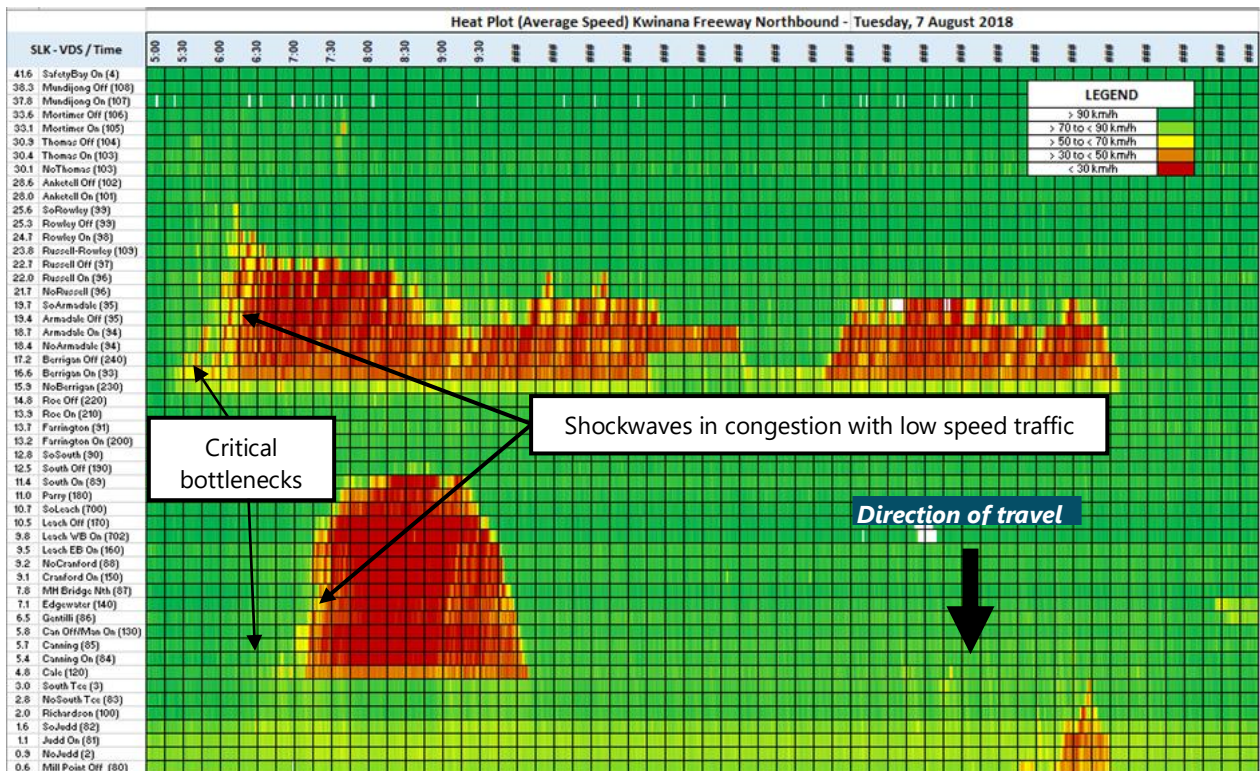 Heat Plot (Average Speed) Kwinana Freeway Northbound - Tuesday, 7 August 2018
SLK - VDS / Time 5:00 5:30 6:00 6:30 7:00 7:30 8:00 8:30 9:00 9:30 ### ### ### ### ### ### ### ### ### ### ### ### ### ### ### ### ### ### ### ### ###
41.6 SafetyBay On (4)
38.3 Mundijong Off (108)
37.8 Mundijong On (107)
33.6 Mortimer Off (106)
33.1 Mortimer On (105)
30.9 Thomas Off (104)
30.4 Thomas On (103)
30.1 NoThomas (103)
28.6 Anketell Off (102)
28.0 Anketell On (101)
25.6 SoRowley (99)
25.3 Rowley Off (99)
24.7 Rowley On (98)
23.8 Russell-Rowley (109)
22.7 Russell Off (97)
22.0 Russell On (96)
21.7 NoRussell (96)
19.7 SoArmadale (95)
19.4 Armadale Off (95)
18.7 Armadale On (94)
18.4 NoArmadale (94)
17.2 Berrigan Off (240)
16.6 Berrigan On (93)
15.9 NoBerrigan (230)
14.8 Roe Off (220)
13.9 Roe On (210)
13.7 Farrington (91)
13.2 Farrington On (200)
12.8 SoSouth (90)
12.5 South Off (190)
11.4 South On (89)
11.0 Parry (180)
10.7 SoLeach (700)
10.5 Leach Off (170)
9.8 Leach WB On (702)
9.5 Leach EB On (160)
9.2 NoCranford (88)
9.1 Cranford On (150)
7.8 MH Bridge Nth (87)
7.1 Edgewater (140)
6.5 Gentilli (86)
5.8 Can Off/Man On (130)
5.7 Canning (85)
5.4 Canning On (84)
4.8 Cale (120)
3.0 South Tce (3)
2.8 NoSouth Tce (83)
2.0 Richardson (100)
1.6 SoJudd (82)
1.1 Judd On (81)
0.9 NoJudd (2)
0.6 Mill Point Off (80)
LEGEND
> 90 km/h
> 70 to < 90 km/h
> 50 to < 70 km/h
> 30 to < 50 km/h
< 30 km/h
Shockwaves in congestion with low speed traffic
Critical
bottlenecks
Direction of travel